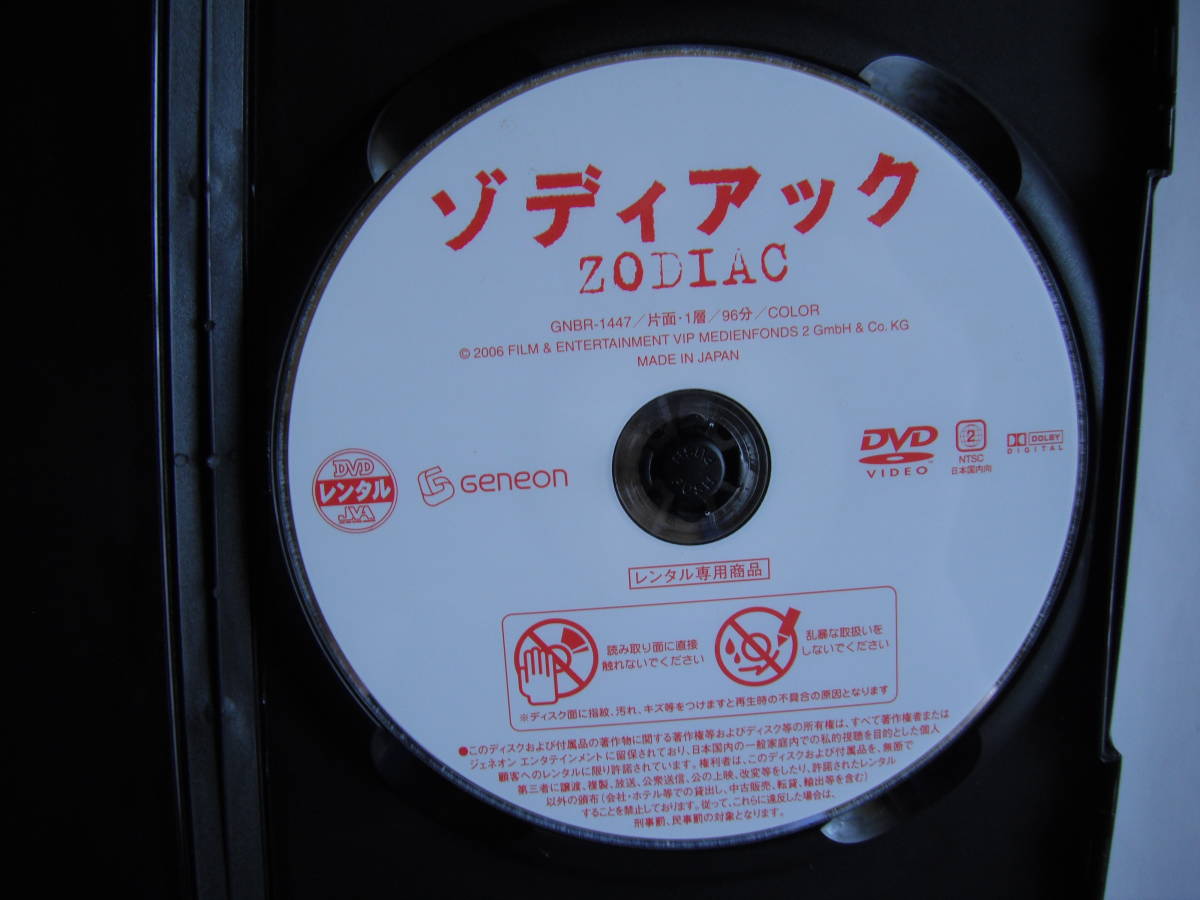 ゾディアック
ZODIAC
GNBR-1447／片面・1層／96分／COLOR
© 2006 FILM & ENTERTAINMENT VIP MEDIENFONDS 2 GmbH & Co. KG
MADE IN JAPAN
DVD
レンタル
JVA
Geneon
DVD
VIDEO
2
NTSC
日本国内向
DOLBY
DIGITAL
PUSH
レンタル専用商品
読み取り面に直接
触れないでください
乱暴な取扱いを
しないでください
※ディスク面に指紋、汚れ、キズ等をつけますと再生時の不具合の原因となります
●このディスクおよび付属品の著作物に関する著作権等およびディスク等の所有権は、すべて著作権者または
ジェネオン エンタテインメントに留保されており、日本国内の一般家庭内での私的視聴を目的とした個人
顧客へのレンタルに限り許諾されています。権利者は、このディスクおよび付属品を、無断で
第三者に譲渡、複製、放送、公衆送信、公の上映、改変等をしたり、許諾されたレンタル
以外の頒布（会社・ホテル等での貸出し、中古販売、転貸、輸出等を含む）
することを禁止しております。従って、これらに違反した場合は、
刑事罰、民事罰の対象となります。